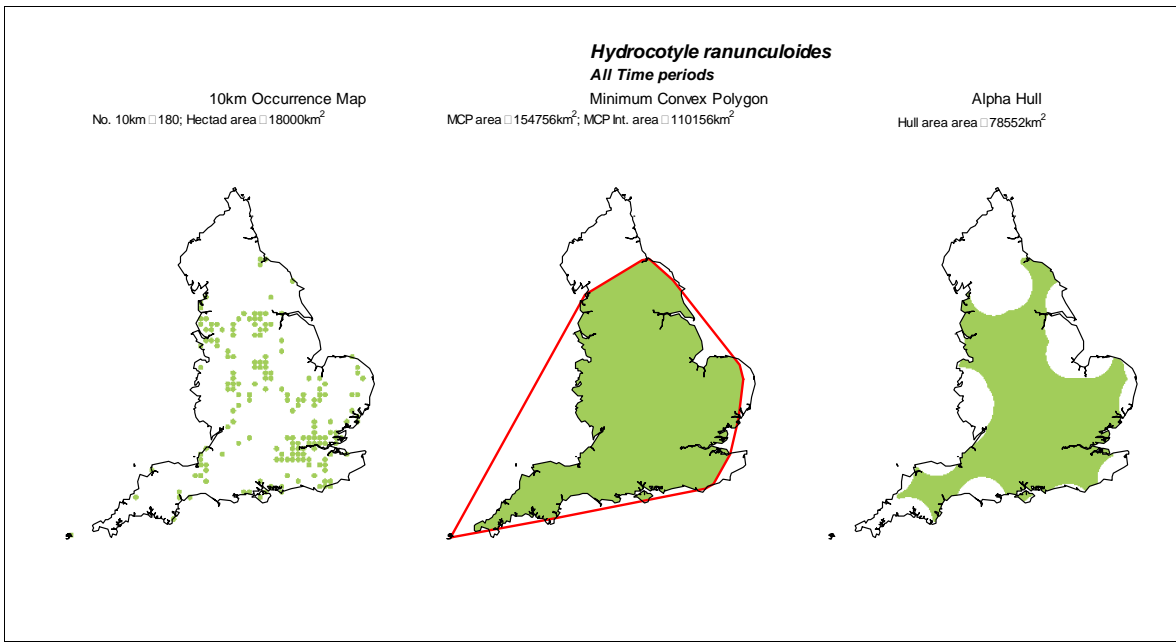 Hydrocotyle ranunculoides
All Time periods
10km Occurrence Map
No. 10km □ 180; Hectad area □ 18000km²
Minimum Convex Polygon
MCP area □ 154756km²; MCP Int. area □ 110156km²
Alpha Hull
Hull area area □ 78552km²